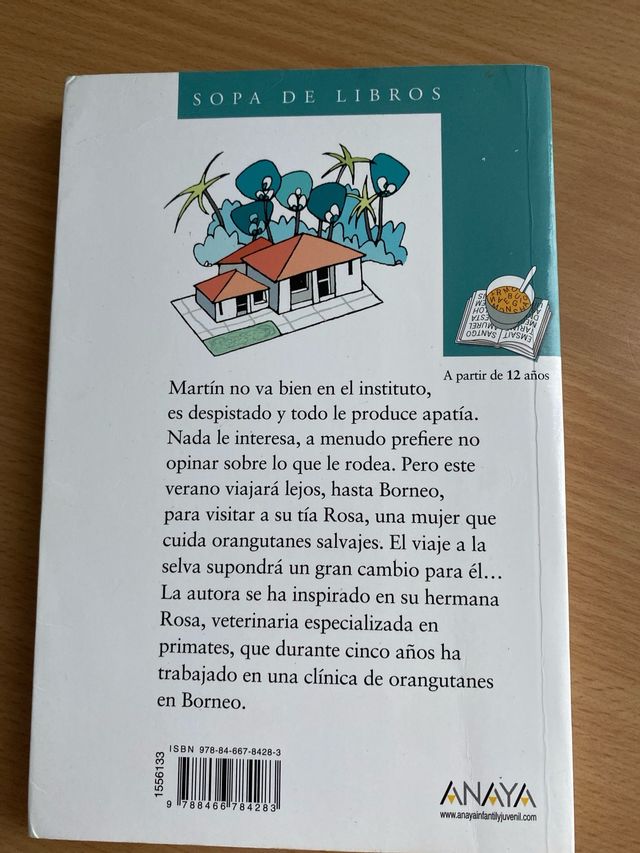 SOPA DE LIBROS
A partir de 12 años
Martín no va bien en el instituto,
es despistado y todo le produce apatía.
Nada le interesa, a menudo prefiere no
opinar sobre lo que le rodea. Pero este
verano viajará lejos, hasta Borneo,
para visitar a su tía Rosa, una mujer que
cuida orangutanes salvajes. El viaje a la
selva supondrá un gran cambio para él...
La autora se ha inspirado en su hermana
Rosa, veterinaria especializada en
primates, que durante cinco años ha
trabajado en una clínica de orangutanes
en Borneo.
1556133
ISBN 978-84-667-8428-3
9 788466 784283
ANAYA
www.anayainfantilyjuvenil.com